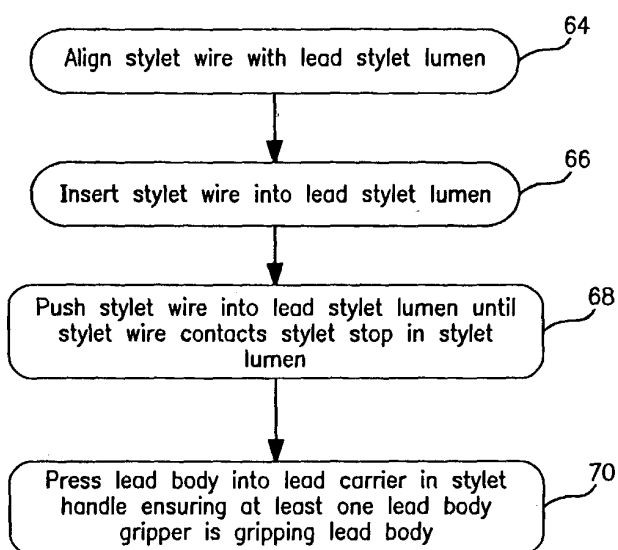 64
Align stylet wire with lead stylet lumen
66
Insert stylet wire into lead stylet lumen
68
Push stylet wire into lead stylet lumen until
stylet wire contacts stylet stop in stylet
lumen
70
Press lead body into lead carrier in stylet
handle ensuring at least one lead body
gripper is gripping lead body